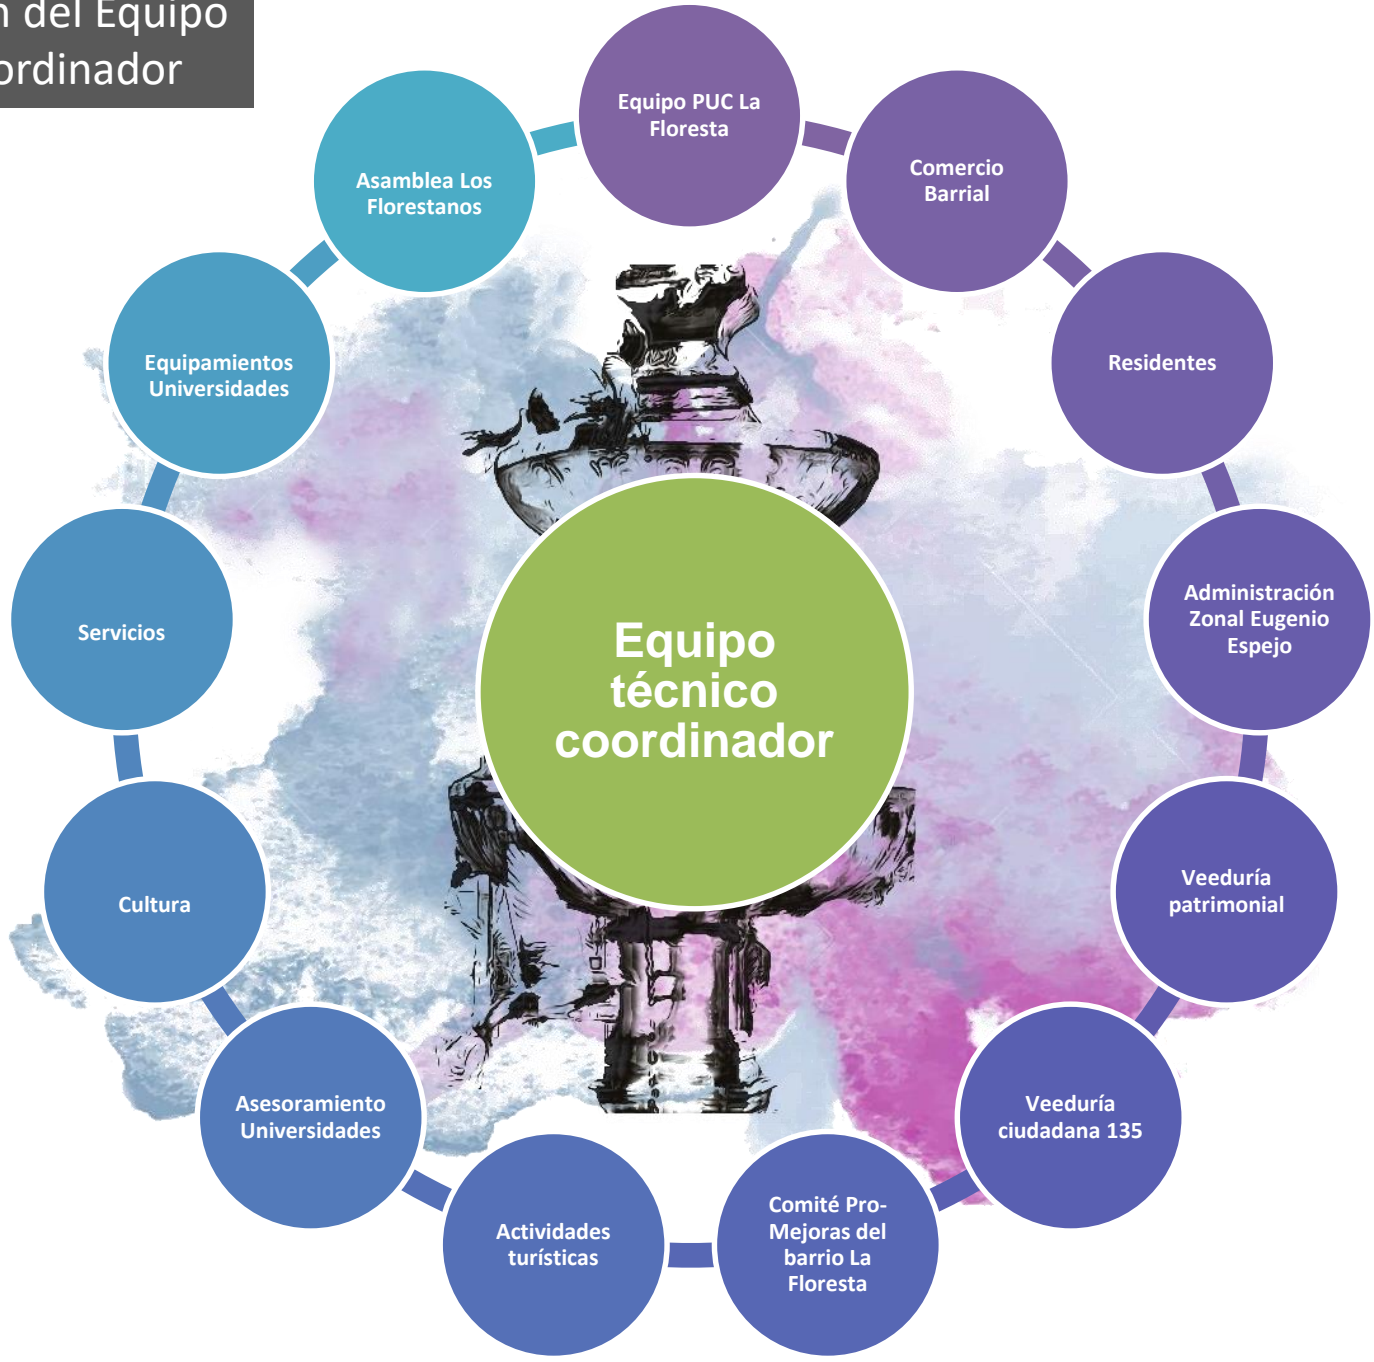 del Equipo
ordinador
Equipo PUC La
Floresta
Comercio
Barrial
Residentes
Administración
Zonal Eugenio
Espejo
Veeduría
patrimonial
Veeduría
ciudadana 135
Comité Pro-
Mejoras del
barrio La
Floresta
Actividades
turísticas
Asesoramiento
Universidades
Cultura
Servicios
Equipamientos
Universidades
Asamblea Los
Florestanos
Equipo
técnico
coordinador